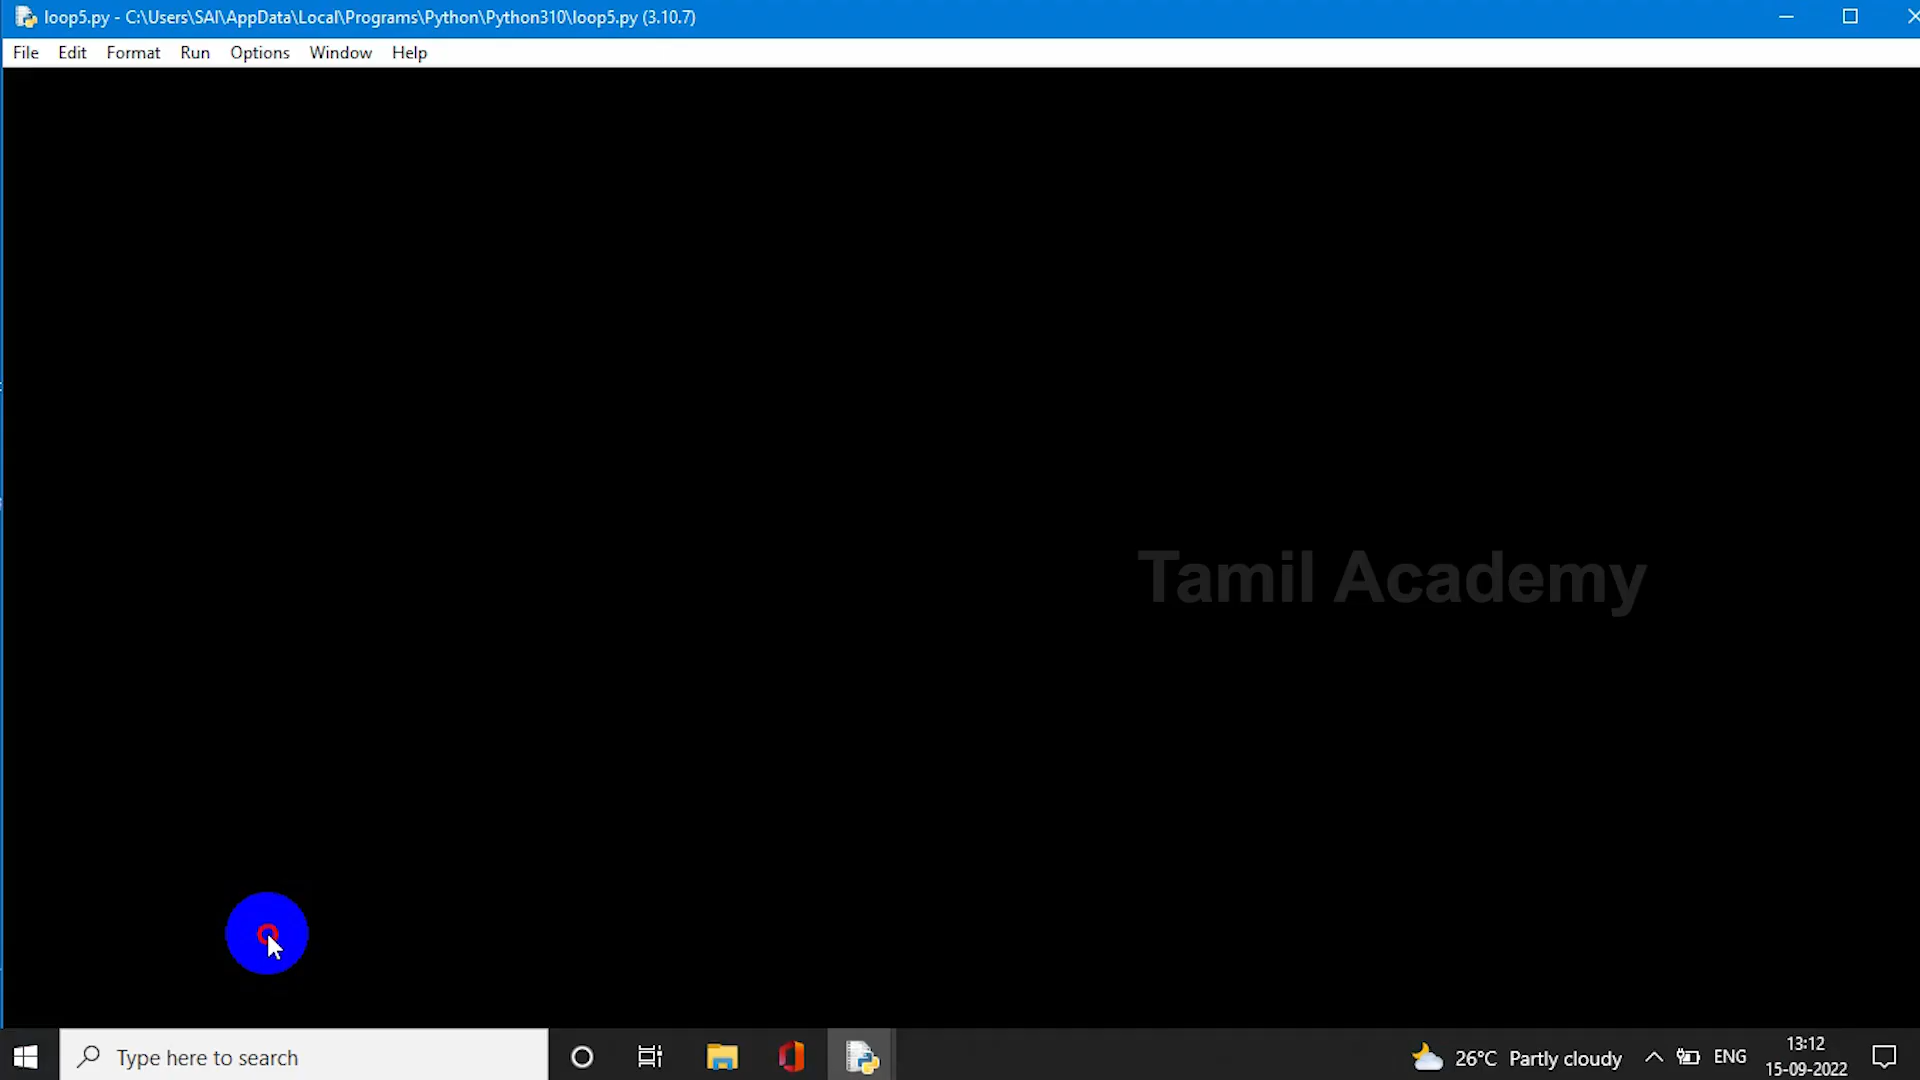 loop5.py - C:\Users\SAI\AppData\Local\Programs\Python\Python310\loop5.py (3.10.7)
File Edit Format Run Options Window Help
Tamil Academy
Type here to search
26°C Partly cloudy
ENG
13:12
15-09-2022